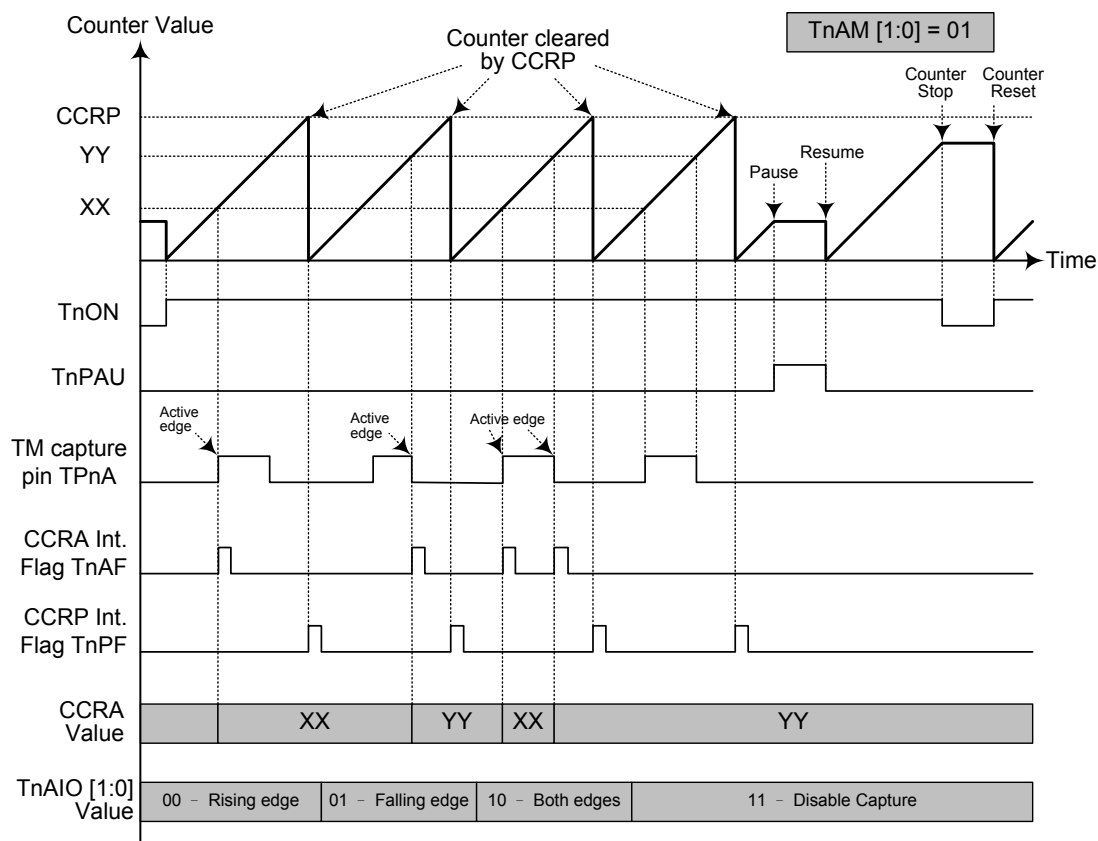 Counter Value
TnAM [1:0] = 01
Counter cleared
by CCRP
Counter
Stop
Counter
Reset
CCRP
YY
XX
Pause
Resume
Time
TnON
TnPAU
Active
edge
Active
edge
Active edge
TM capture
pin TPnA
CCRA Int.
Flag TnAF
CCRP Int.
Flag TnPF
CCRA
Value
XX
YY
XX
YY
TnAIO [1:0]
Value
00 – Rising edge
01 – Falling edge
10 – Both edges
11 – Disable Capture